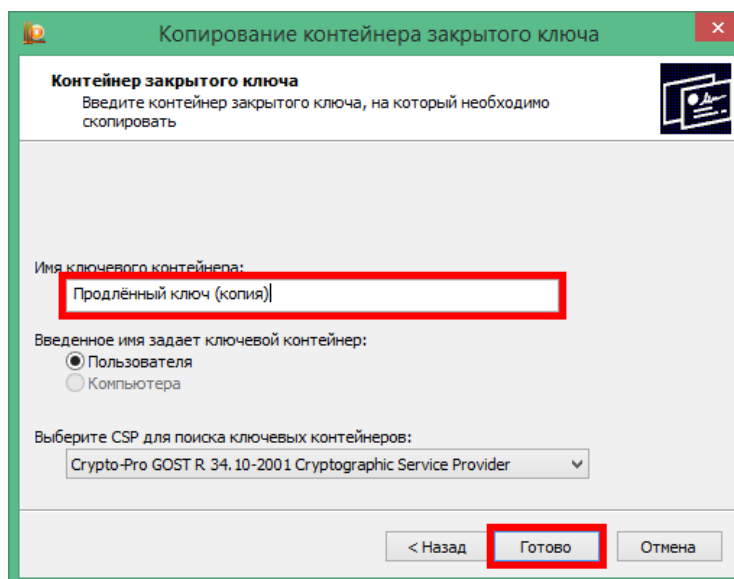 Копирование контейнера закрытого ключа
Контейнер закрытого ключа
Введите контейнер закрытого ключа, на который необходимо
скопировать
Имя ключевого контейнера:
Продлённый ключ (копия)
Введенное имя задает ключевой контейнер:
Пользователя
Компьютера
Выберите CSP для поиска ключевых контейнеров:
Crypto-Pro GOST R 34.10-2001 Cryptographic Service Provider
< Назад Готово Отмена